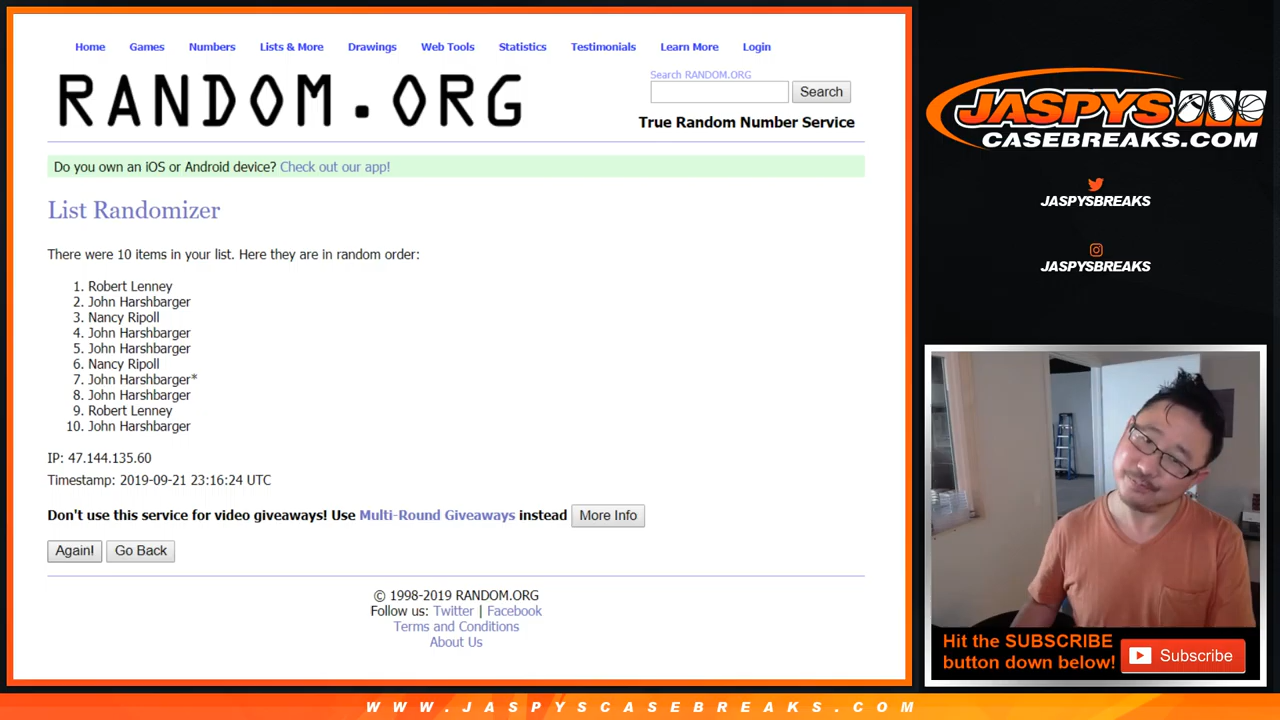 Home Games Numbers Lists & More Drawings Web Tools Statistics Testimonials Learn More Login
RANDOM.ORG
Search RANDOM.ORG
Search
True Random Number Service
Do you own an iOS or Android device? Check out our app!
List Randomizer
There were 10 items in your list. Here they are in random order:
1. Robert Lenney
2. John Harshbarger
3. Nancy Ripoll
4. John Harshbarger
5. John Harshbarger
6. Nancy Ripoll
7. John Harshbarger*
8. John Harshbarger
9. Robert Lenney
10. John Harshbarger
IP: 47.144.135.60
Timestamp: 2019-09-21 23:16:24 UTC
Don't use this service for video giveaways! Use Multi-Round Giveaways instead More Info
Again! Go Back
© 1998-2019 RANDOM.ORG
Follow us: Twitter | Facebook
Terms and Conditions
About Us
JASPYS
CASEBREAKS.COM
JASPYSBREAKS
JASPYSBREAKS
Hit the SUBSCRIBE
button down below!
Subscribe
WWW.JASPYSCASEBREAKS.COM